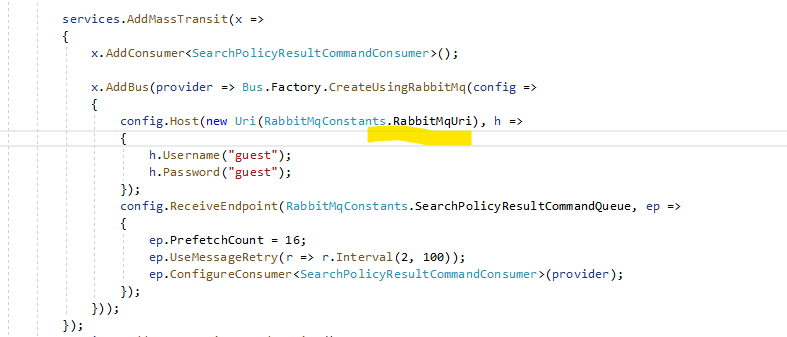 services.AddMassTransit(x =>
{
x.AddConsumer<SearchPolicyResultCommandConsumer>();
x.AddBus(provider => Bus.Factory.CreateUsingRabbitMq(config =>
{
config.Host(new Uri(RabbitMqConstants.RabbitMqUri), h =>
{
h.Username("guest");
h.Password("guest");
});
config.ReceiveEndpoint(RabbitMqConstants.SearchPolicyResultCommandQueue, ep =>
{
ep.PrefetchCount = 16;
ep.UseMessageRetry(r => r.Interval(2, 100));
ep.ConfigureConsumer<SearchPolicyResultCommandConsumer>(provider);
});
}));
});